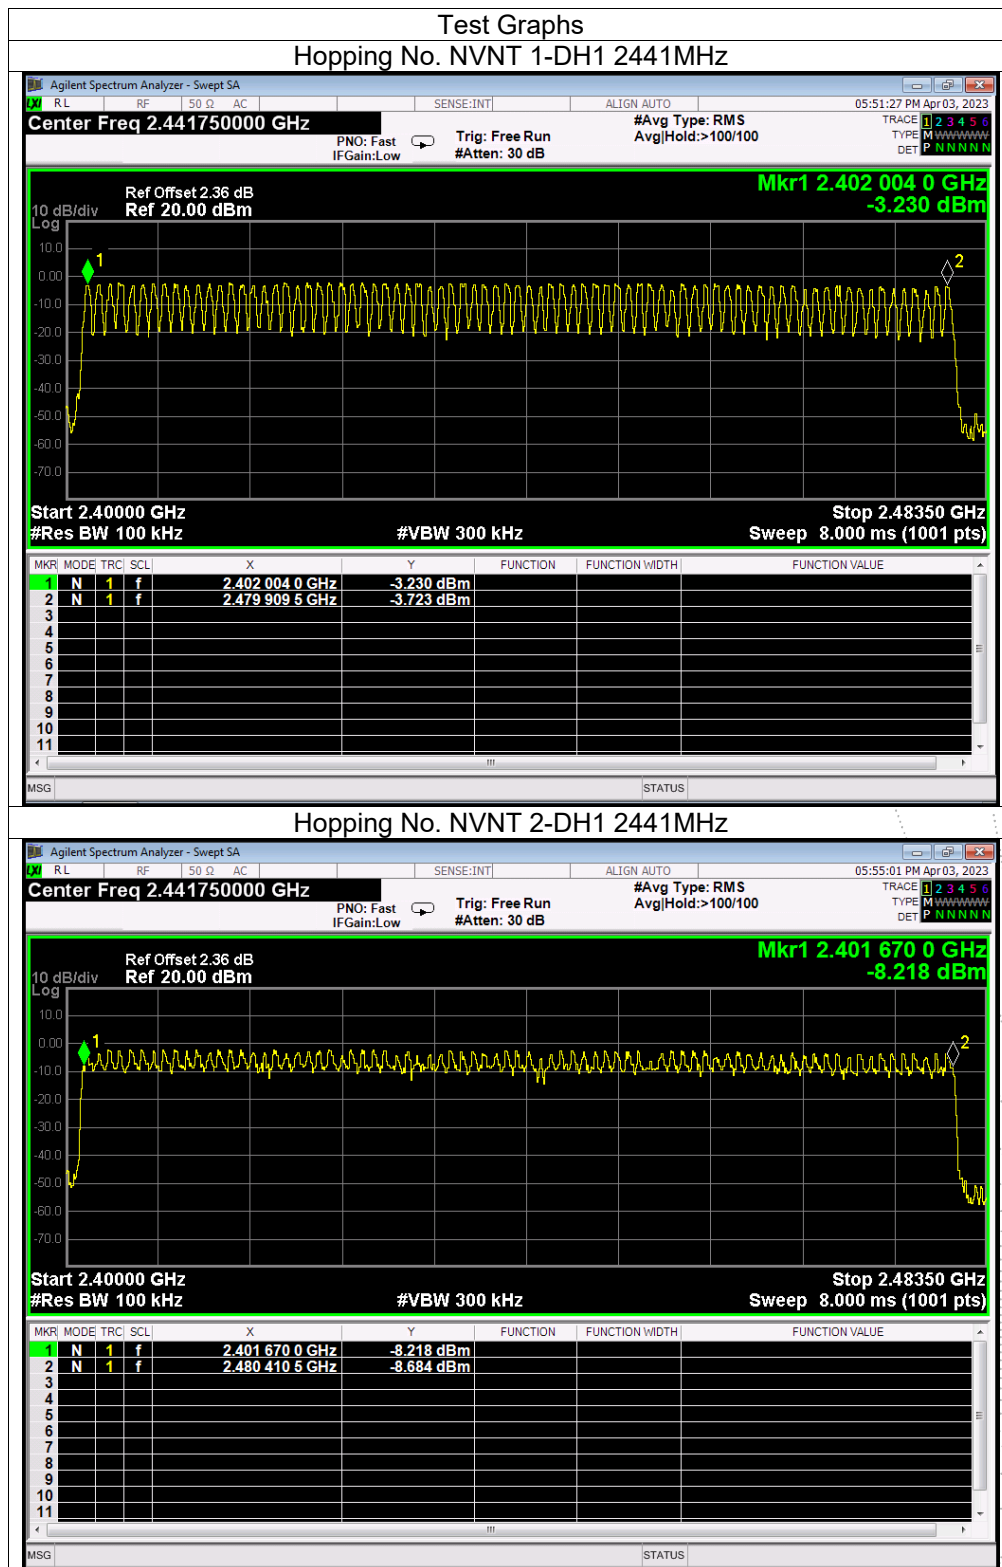 Test Graphs
Hopping No. NVNT 1-DH1 2441MHz
Agilent Spectrum Analyzer - Swept SA
LXI RL RF 50 Ω AC SENSE:INT ALIGN AUTO 05:51:27 PM Apr 03, 2023
Center Freq 2.441750000 GHz #Avg Type: RMS TRACE 1 2 3 4 5 6
PNO: Fast Trig: Free Run Avg|Hold:>100/100 TYPE M WWWWW
IFGain:Low #Atten: 30 dB DET P N N N N N
Mkr1 2.402 004 0 GHz
Ref Offset 2.36 dB
10 dB/div Ref 20.00 dBm -3.230 dBm
Log
10.0
1 2
0.00
-10.0
-20.0
-30.0
-40.0
-50.0
-60.0
-70.0
Start 2.40000 GHz Stop 2.48350 GHz
#Res BW 100 kHz #VBW 300 kHz Sweep 8.000 ms (1001 pts)
MKR MODE TRC SCL X Y FUNCTION FUNCTION WIDTH FUNCTION VALUE
1 N 1 f 2.402 004 0 GHz -3.230 dBm
2 N 1 f 2.479 909 5 GHz -3.723 dBm
3
4
5
6
7
8
9
10
11
MSG STATUS
Hopping No. NVNT 2-DH1 2441MHz
Agilent Spectrum Analyzer - Swept SA
LXI RL RF 50 Ω AC SENSE:INT ALIGN AUTO 05:55:01 PM Apr 03, 2023
Center Freq 2.441750000 GHz #Avg Type: RMS TRACE 1 2 3 4 5 6
PNO: Fast Trig: Free Run Avg|Hold:>100/100 TYPE M WWWWW
IFGain:Low #Atten: 30 dB DET P N N N N N
Mkr1 2.401 670 0 GHz
Ref Offset 2.36 dB
10 dB/div Ref 20.00 dBm -8.218 dBm
Log
10.0
0.00
1 2
-10.0
-20.0
-30.0
-40.0
-50.0
-60.0
-70.0
Start 2.40000 GHz Stop 2.48350 GHz
#Res BW 100 kHz #VBW 300 kHz Sweep 8.000 ms (1001 pts)
MKR MODE TRC SCL X Y FUNCTION FUNCTION WIDTH FUNCTION VALUE
1 N 1 f 2.401 670 0 GHz -8.218 dBm
2 N 1 f 2.480 410 5 GHz -8.684 dBm
3
4
5
6
7
8
9
10
11
MSG STATUS